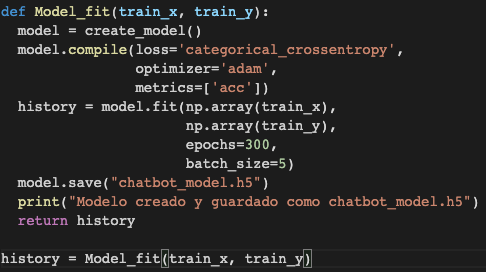 def Model_fit(train_x, train_y):
  model = create_model()
  model.compile(loss='categorical_crossentropy',
                optimizer='adam',
                metrics=['acc'])
  history = model.fit(np.array(train_x),
                      np.array(train_y),
                      epochs=300,
                      batch_size=5)
  model.save("chatbot_model.h5")
  print("Modelo creado y guardado como chatbot_model.h5")
  return history

history = Model_fit(train_x, train_y)